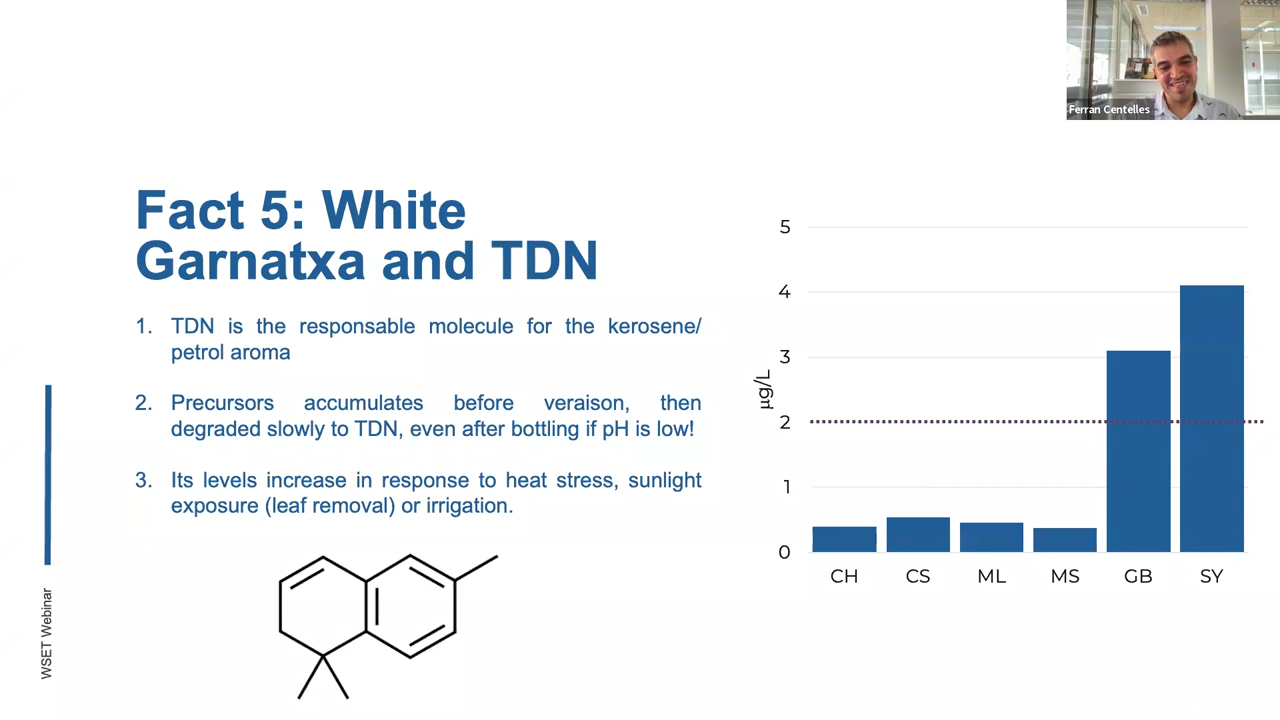 Ferran Centelles
Fact 5: White
Garnatxa and TDN
1. TDN is the responsable molecule for the kerosene/
petrol aroma
2. Precursors accumulates before veraison, then
degraded slowly to TDN, even after bottling if pH is low!
3. Its levels increase in response to heat stress, sunlight
exposure (leaf removal) or irrigation.
WSET Webinar
5
4
3
2
1
0
µg/L
CH CS ML MS GB SY